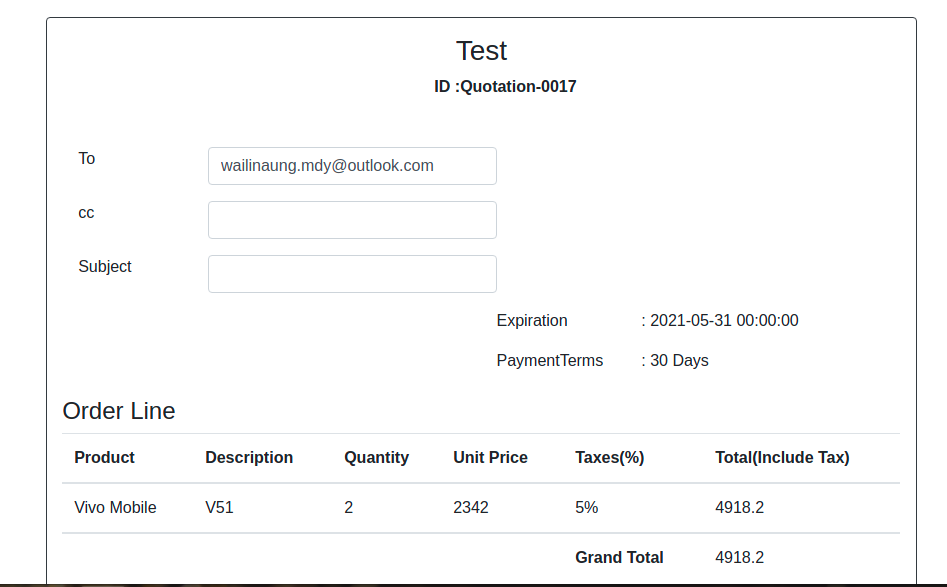 Test
ID :Quotation-0017
To wailinaung.mdy@outlook.com
cc
Subject
Expiration : 2021-05-31 00:00:00
PaymentTerms : 30 Days
Order Line
Product Description Quantity Unit Price Taxes(%) Total(Include Tax)
Vivo Mobile V51 2 2342 5% 4918.2
Grand Total 4918.2